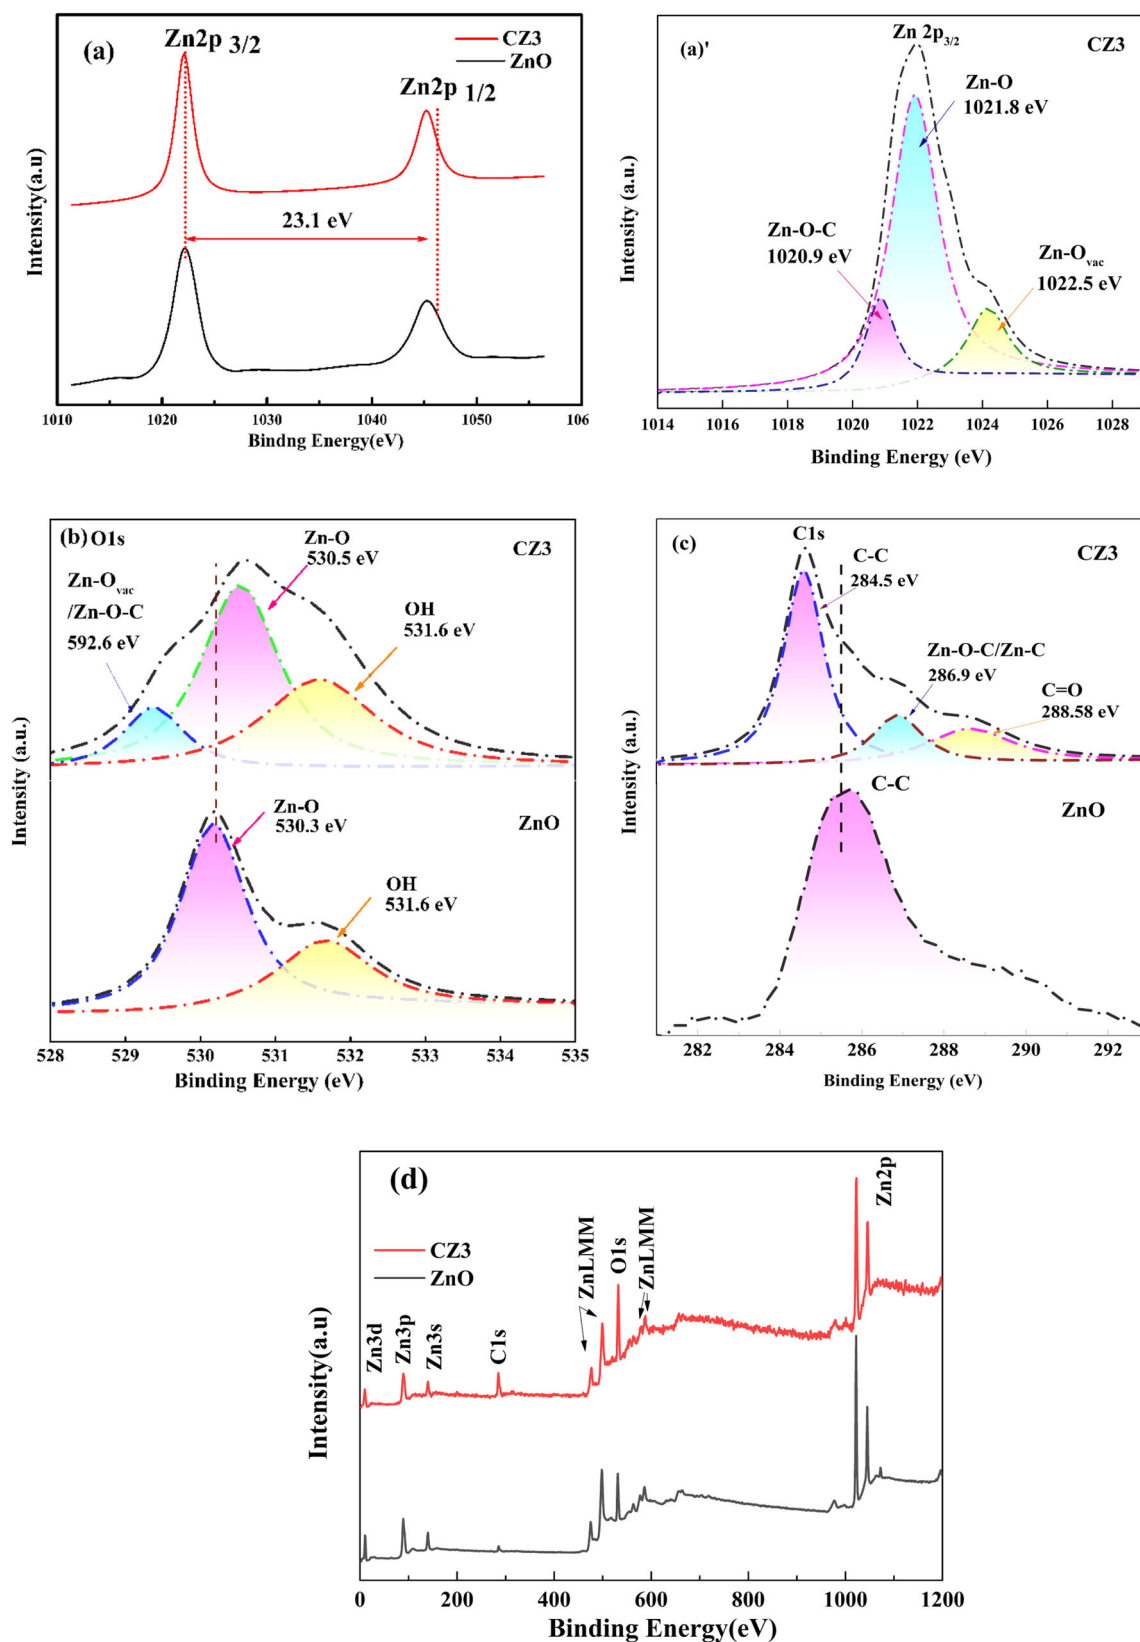 (a)
Zn2p 3/2
CZ3
ZnO
Zn2p 1/2
23.1 eV
Intensity(a.u)
1010 1020 1030 1040 1050 106
Bindng Energy(eV)
(a)'
Zn 2p3/2
CZ3
Zn-O
1021.8 eV
Zn-O-C
1020.9 eV
Zn-Ovac
1022.5 eV
Intensity (a.u.)
1014 1016 1018 1020 1022 1024 1026 1028
Binding Energy (eV)
(b) O1s
CZ3
Zn-O
530.5 eV
Zn-Ovac
/Zn-O-C
592.6 eV
OH
531.6 eV
Zn-O
530.3 eV
ZnO
OH
531.6 eV
Intensity (a.u.)
528 529 530 531 532 533 534 535
Binding Energy (eV)
(c)
C1s
CZ3
C-C
284.5 eV
Zn-O-C/Zn-C
286.9 eV
C=O
288.58 eV
C-C
ZnO
Intensity (a.u.)
282 284 286 288 290 292
Binding Energy (eV)
(d)
CZ3
ZnO
Zn3d
Zn3p
Zn3s
C1s
ZnLMM
O1s
ZnLMM
Zn2p
Intensity(a.u)
0 200 400 600 800 1000 1200
Binding Energy(eV)